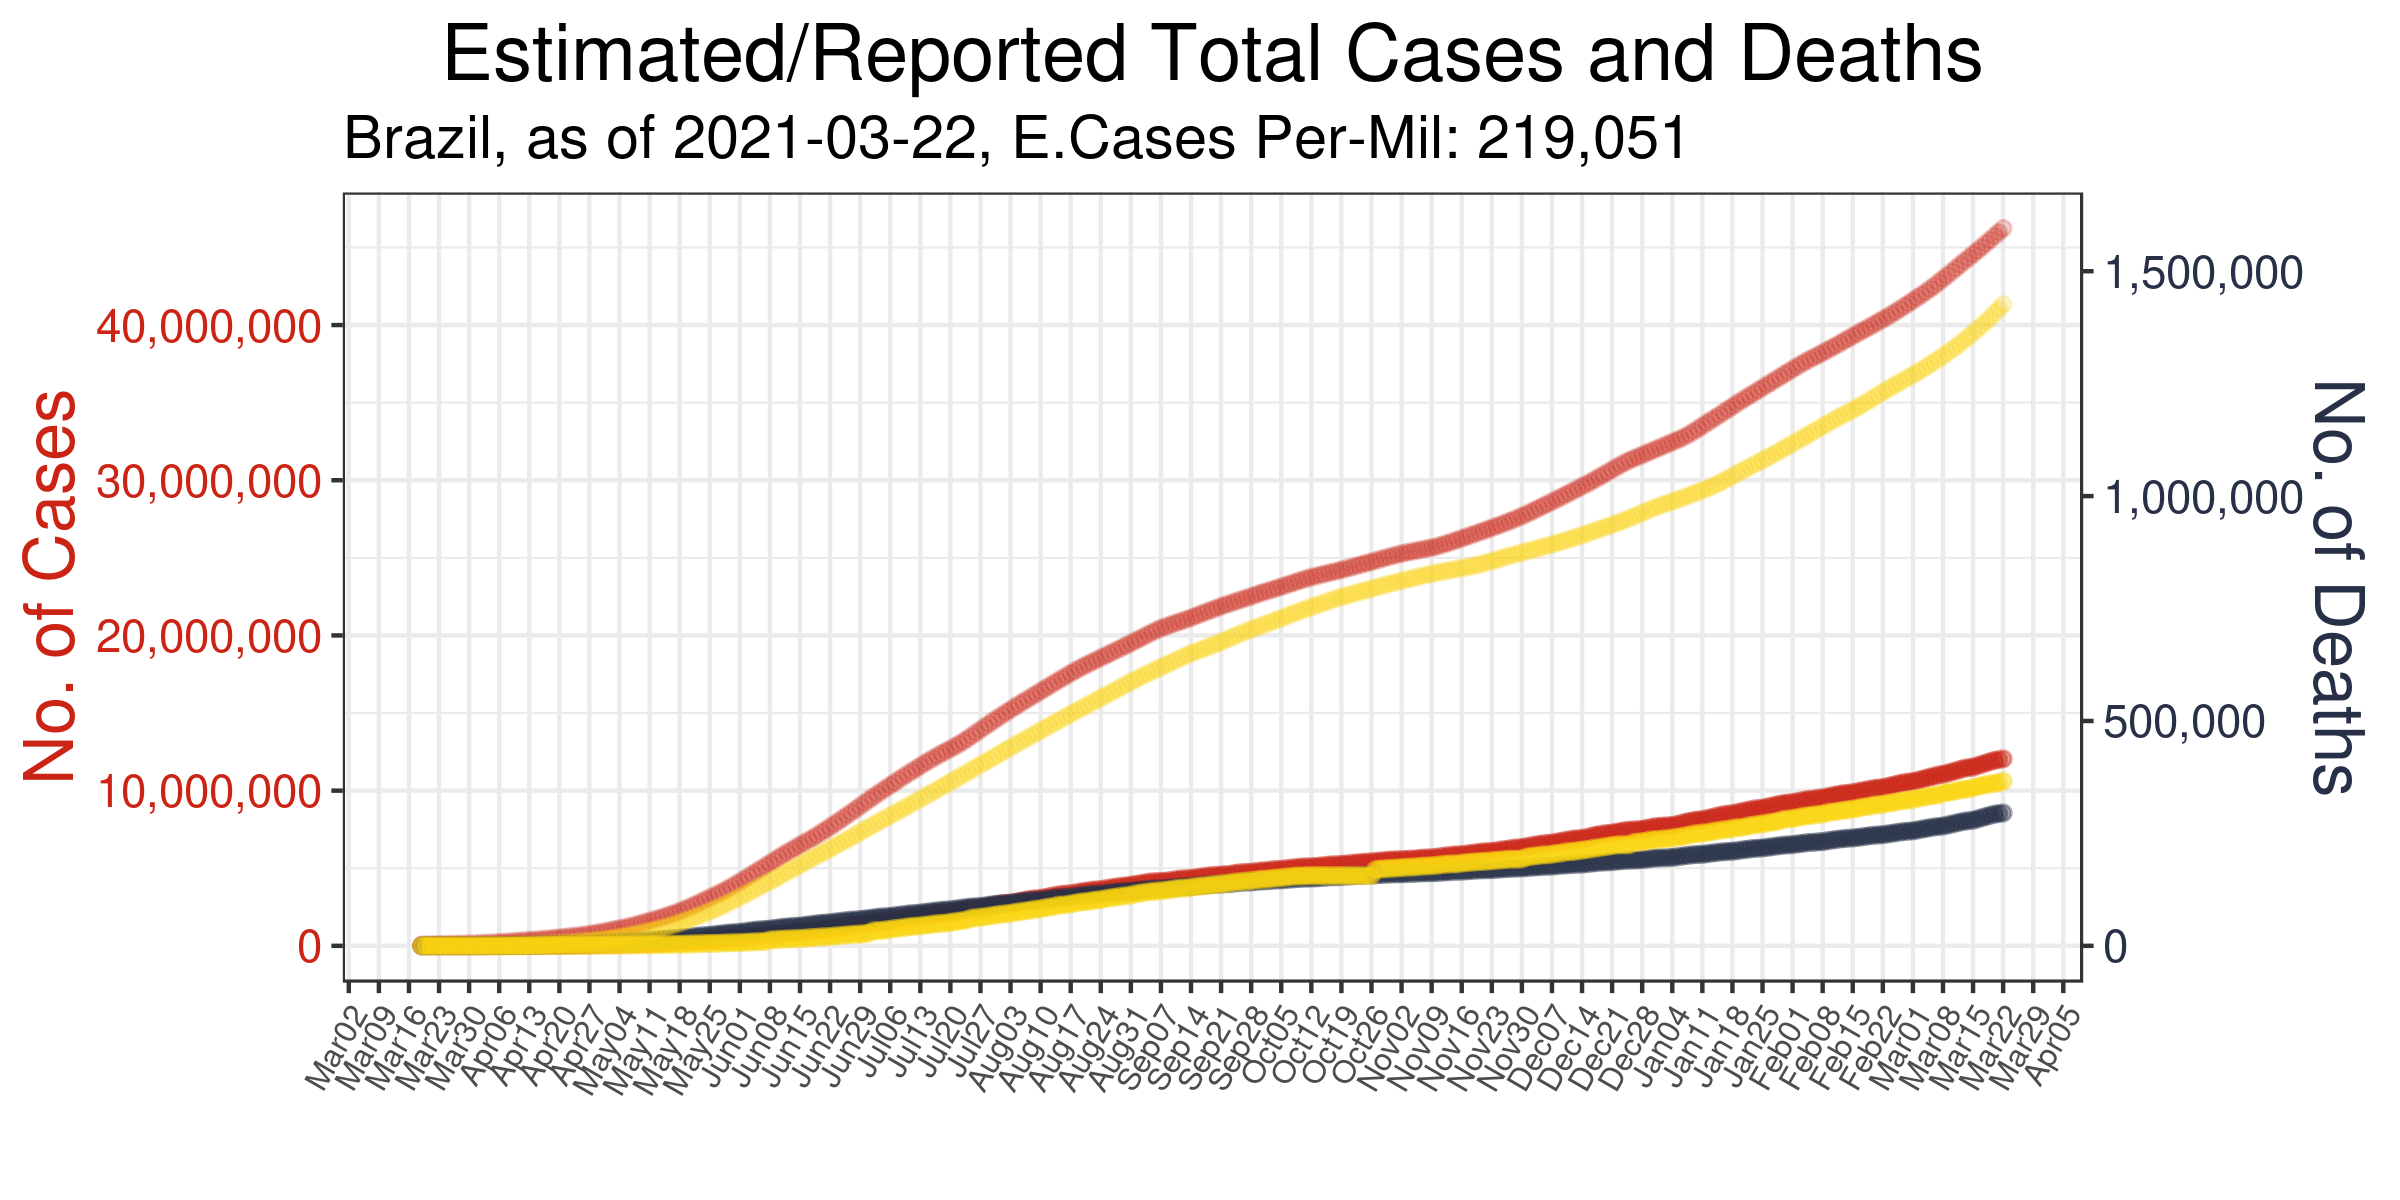 Estimated/Reported Total Cases and Deaths
Brazil, as of 2021-03-22, E.Cases Per-Mil: 219,051
No. of Cases
40,000,000
30,000,000
20,000,000
10,000,000
0
1,500,000
1,000,000
500,000
0
No. of Deaths
Mar02
Mar09
Mar16
Mar23
Mar30
Apr06
Apr13
Apr20
Apr27
May04
May11
May18
May25
Jun01
Jun08
Jun15
Jun22
Jun29
Jul06
Jul13
Jul20
Jul27
Aug03
Aug10
Aug17
Aug24
Aug31
Sep07
Sep14
Sep21
Sep28
Oct05
Oct12
Oct19
Oct26
Nov02
Nov09
Nov16
Nov23
Nov30
Dec07
Dec14
Dec21
Dec28
Jan04
Jan11
Jan18
Jan25
Feb01
Feb08
Feb15
Feb22
Mar01
Mar08
Mar15
Mar22
Mar29
Apr05